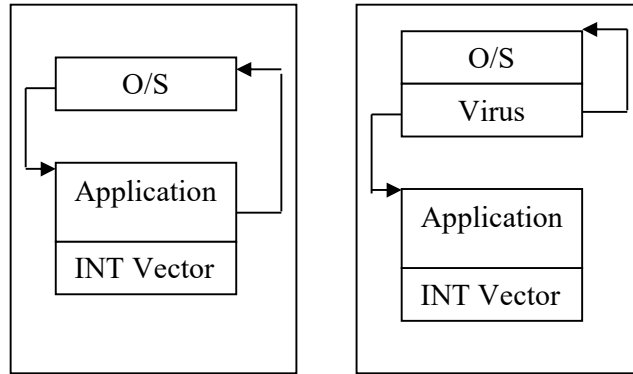 O/S
Application
INT Vector
O/S
Virus
Application
INT Vector